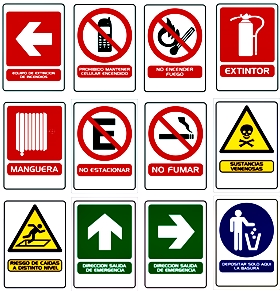 EQUIPO DE EXTINCION
DE INCENDIOS
PROHIBIDO MANTENER
CELULAR ENCENDIDO
NO ENCENDER
FUEGO
EXTINTOR
MANGUERA
E
NO ESTACIONAR
NO FUMAR
SUSTANCIAS
VENENOSAS
RIESGO DE CAIDAS
A DISTINTO NIVEL
DIRECCION SALIDA
DE EMERGENCIA
DIRECCION SALIDA
DE EMERGENCIA
DEPOSITAR SOLO AQUI
LA BASURA